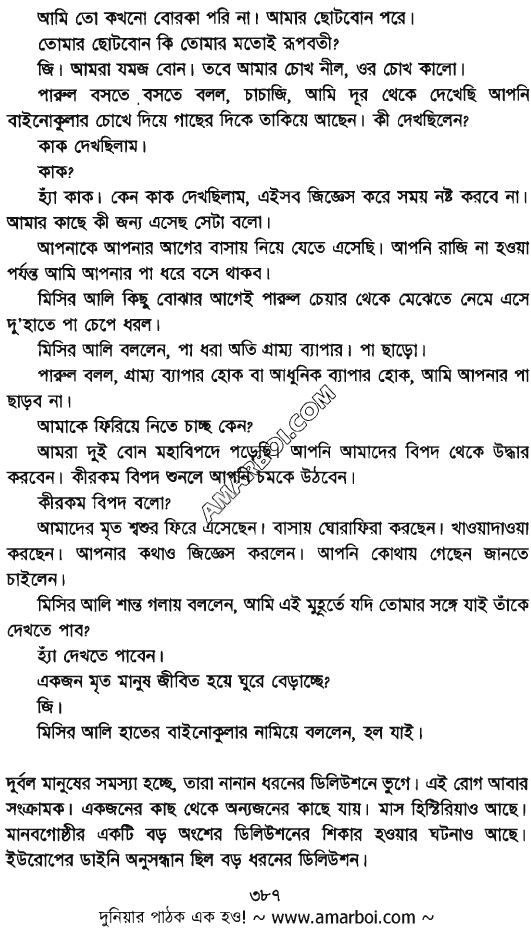 আমি তো কখনো বোরকা পরি না। আমার ছোটবোন পরে।
তোমার ছোটবোন কি তোমার মতোই রূপবতী?
জি। আমরা যমজ বোন। তবে আমার চোখ নীল, ওর চোখ কালো।
পারুল বসতে বসতে বলল, চাচাজি, আমি দূর থেকে দেখেছি আপনি
বাইনোকুলার চোখে দিয়ে গাছের দিকে তাকিয়ে আছেন। কী দেখছিলেন?
কাক দেখছিলাম।
কাক?
হ্যাঁ কাক। কেন কাক দেখছিলাম, এইসব জিজ্ঞেস করে সময় নষ্ট করবে না।
আমার কাছে কী জন্য এসেছ সেটা বলো।
আপনাকে আপনার আগের বাসায় নিয়ে যেতে এসেছি। আপনি রাজি না হওয়া
পর্যন্ত আমি আপনার পা ধরে বসে থাকব।
মিসির আলি কিছু বোঝার আগেই পারুল চেয়ার থেকে মেঝেতে নেমে এসে
দু'হাতে পা চেপে ধরল।
মিসির আলি বললেন, পা ধরা অতি গ্রাম্য ব্যাপার। পা ছাড়ো।
পারুল বলল, গ্রাম্য ব্যাপার হোক বা আধুনিক ব্যাপার হোক, আমি আপনার পা
ছাড়ব না।
আমাকে ফিরিয়ে নিতে চাচ্ছ কেন?
আমরা দুই বোন মহাবিপদে পড়েছি। আপনি আমাদের বিপদ থেকে উদ্ধার
করবেন। কীরকম বিপদ শুনলে আপনি চমকে উঠবেন।
কীরকম বিপদ বলো?
আমাদের মৃত শ্বশুর ফিরে এসেছেন। বাসায় ঘোরাফিরা করছেন। খাওয়াদাওয়া
করছেন। আপনার কথাও জিজ্ঞেস করলেন। আপনি কোথায় গেছেন জানতে
চাইলেন।
মিসির আলি শান্ত গলায় বললেন, আমি এই মুহূর্তে যদি তোমার সঙ্গে যাই তাঁকে
দেখতে পাব?
হ্যাঁ দেখতে পাবেন।
একজন মৃত মানুষ জীবিত হয়ে ঘুরে বেড়াচ্ছে?
জি।
মিসির আলি হাতের বাইনোকুলার নামিয়ে বললেন, হল যাই।
দুর্বল মানুষের সমস্যা হচ্ছে, তারা নানান ধরনের ডিলিউশনে ভুগে। এই রোগ আবার
সংক্রামক। একজনের কাছ থেকে অন্যজনের কাছে যায়। মাস হিস্টিরিয়াও আছে।
মানবগোষ্ঠীর একটি বড় অংশের ডিলিউশনের শিকার হওয়ার ঘটনাও আছে।
ইউরোপের ডাইনি অনুসন্ধান ছিল বড় ধরনের ডিলিউশন।
৩৮৭
দুনিয়ার পাঠক এক হও! ~ www.amarboi.com ~
AMARBOI.COM